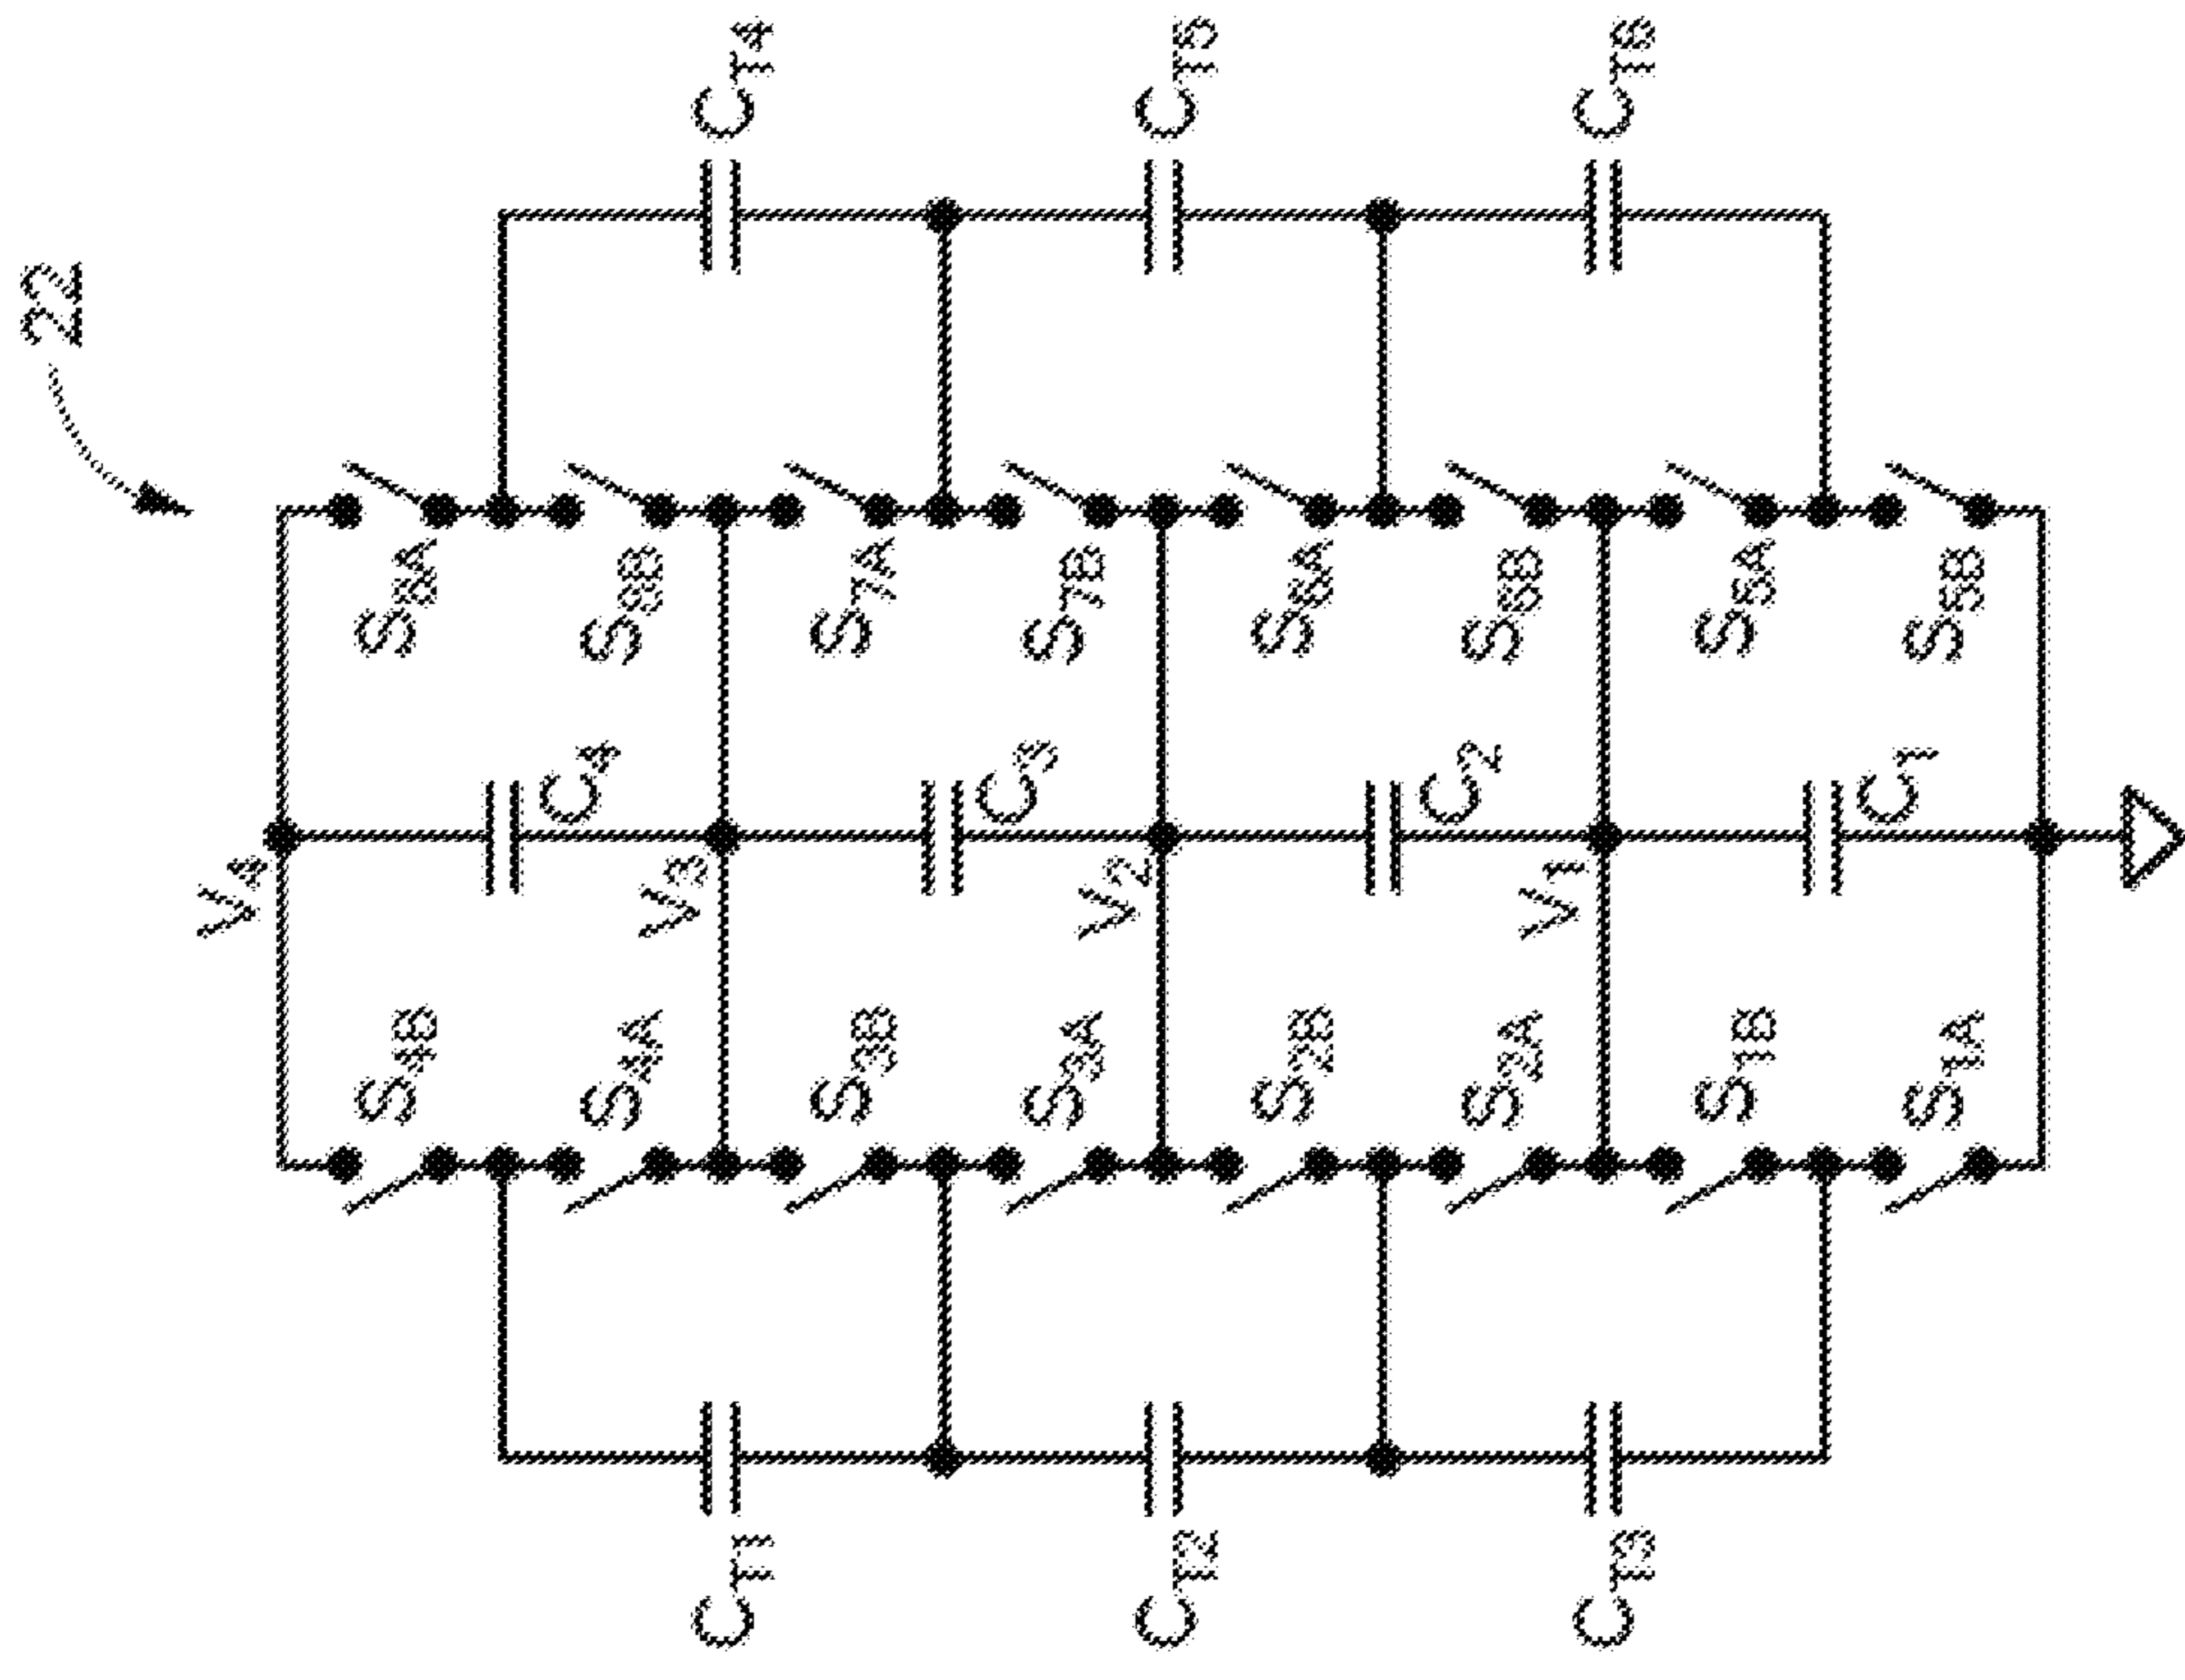 22
V4
S4B
S8A
C4
S4A
S8B
V3
CT1
CT4
S3B
S7A
C3
S3A
S7B
V2
CT2
CT5
S2B
S6A
C2
S2A
S6B
V1
CT3
CT6
S1B
S5A
C1
S1A
S5B